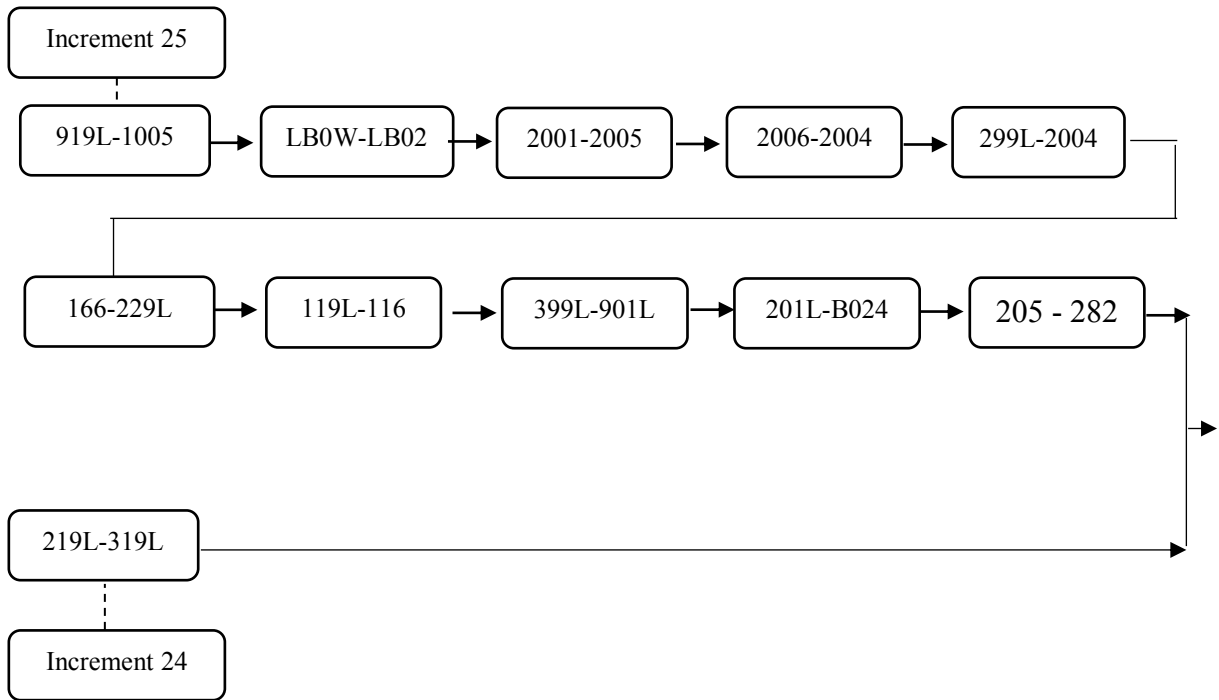 Increment 25
919L-1005
LB0W-LB02
2001-2005
2006-2004
299L-2004
166-229L
119L-116
399L-901L
201L-B024
205 - 282
219L-319L
Increment 24